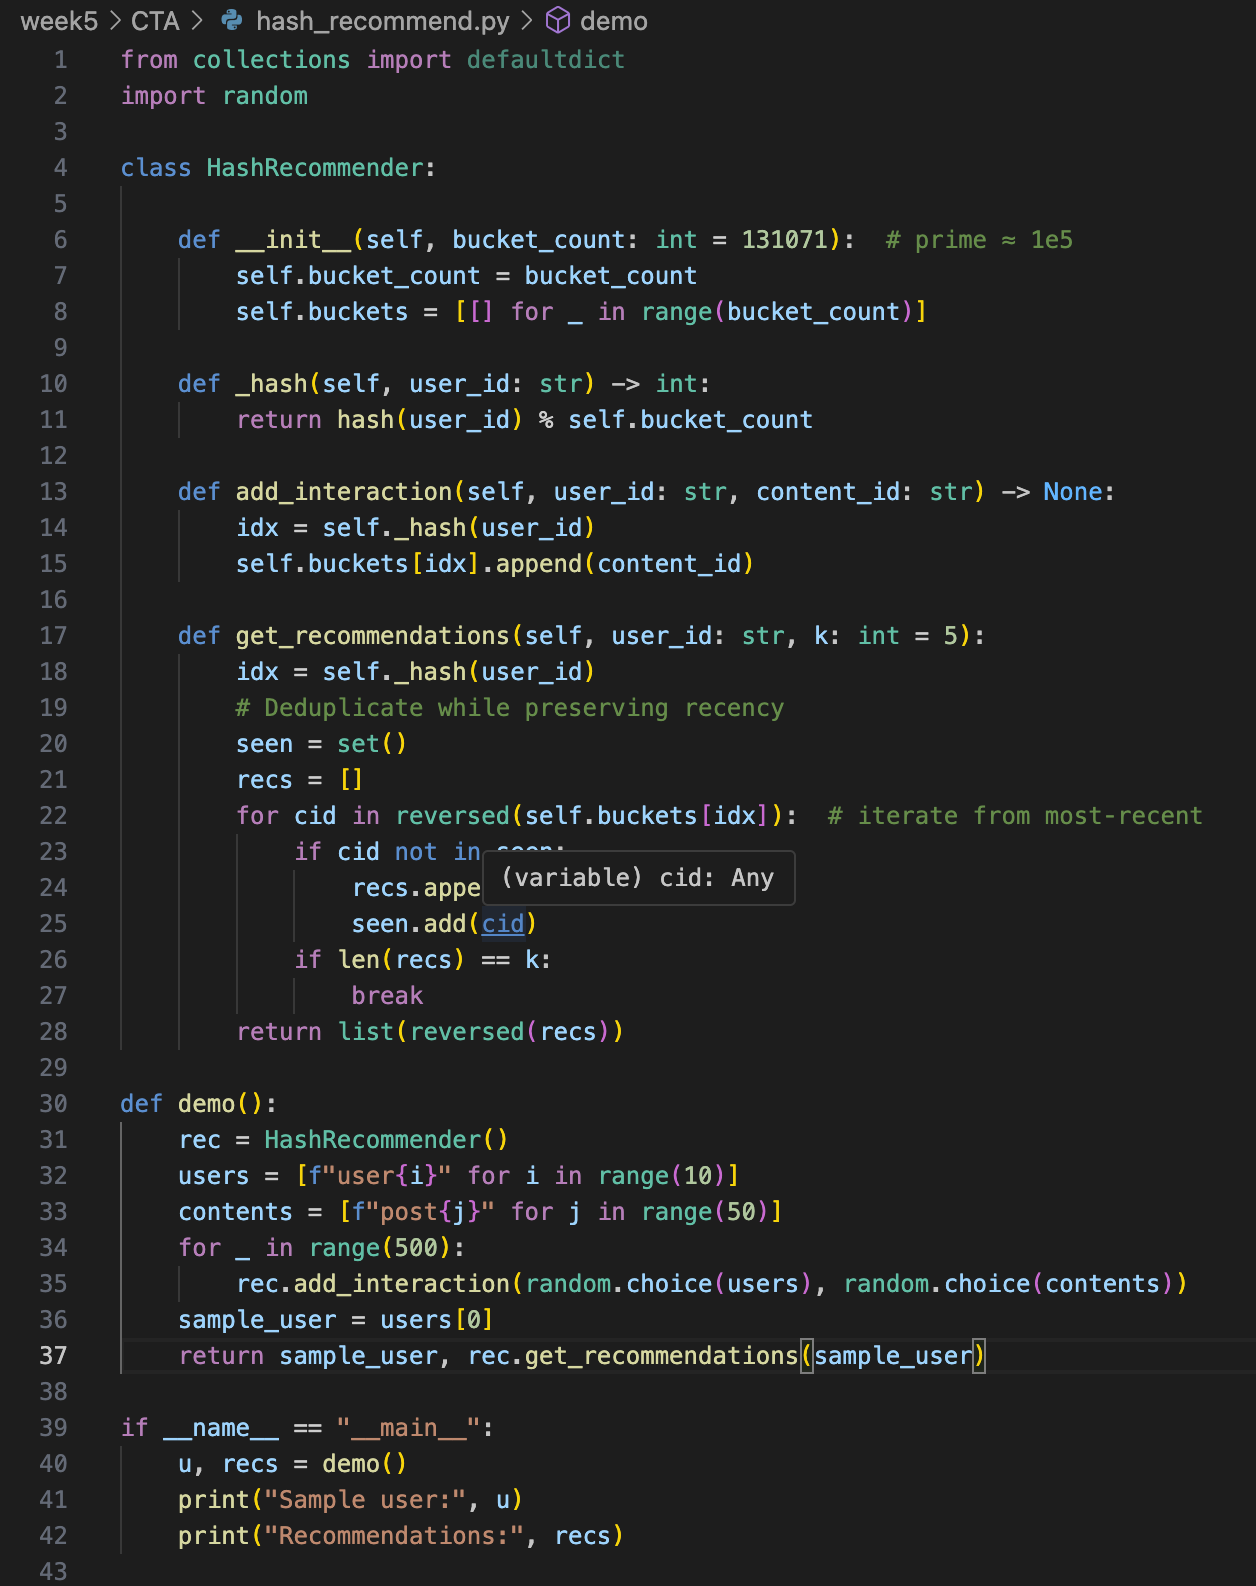 week5 > CTA > hash_recommend.py > demo
1 from collections import defaultdict
2 import random
3
4 class HashRecommender:
5
6     def __init__(self, bucket_count: int = 131071):  # prime ≈ 1e5
7         self.bucket_count = bucket_count
8         self.buckets = [[] for _ in range(bucket_count)]
9
10     def _hash(self, user_id: str) -> int:
11         return hash(user_id) % self.bucket_count
12
13     def add_interaction(self, user_id: str, content_id: str) -> None:
14         idx = self._hash(user_id)
15         self.buckets[idx].append(content_id)
16
17     def get_recommendations(self, user_id: str, k: int = 5):
18         idx = self._hash(user_id)
19         # Deduplicate while preserving recency
20         seen = set()
21         recs = []
22         for cid in reversed(self.buckets[idx]):  # iterate from most-recent
23             if cid not in seen:
(variable) cid: Any
24                 recs.appe
25                 seen.add(cid)
26             if len(recs) == k:
27                 break
28         return list(reversed(recs))
29
30 def demo():
31     rec = HashRecommender()
32     users = [f"user{i}" for i in range(10)]
33     contents = [f"post{j}" for j in range(50)]
34     for _ in range(500):
35         rec.add_interaction(random.choice(users), random.choice(contents))
36     sample_user = users[0]
37     return sample_user, rec.get_recommendations(sample_user)
38
39 if __name__ == "__main__":
40     u, recs = demo()
41     print("Sample user:", u)
42     print("Recommendations:", recs)
43